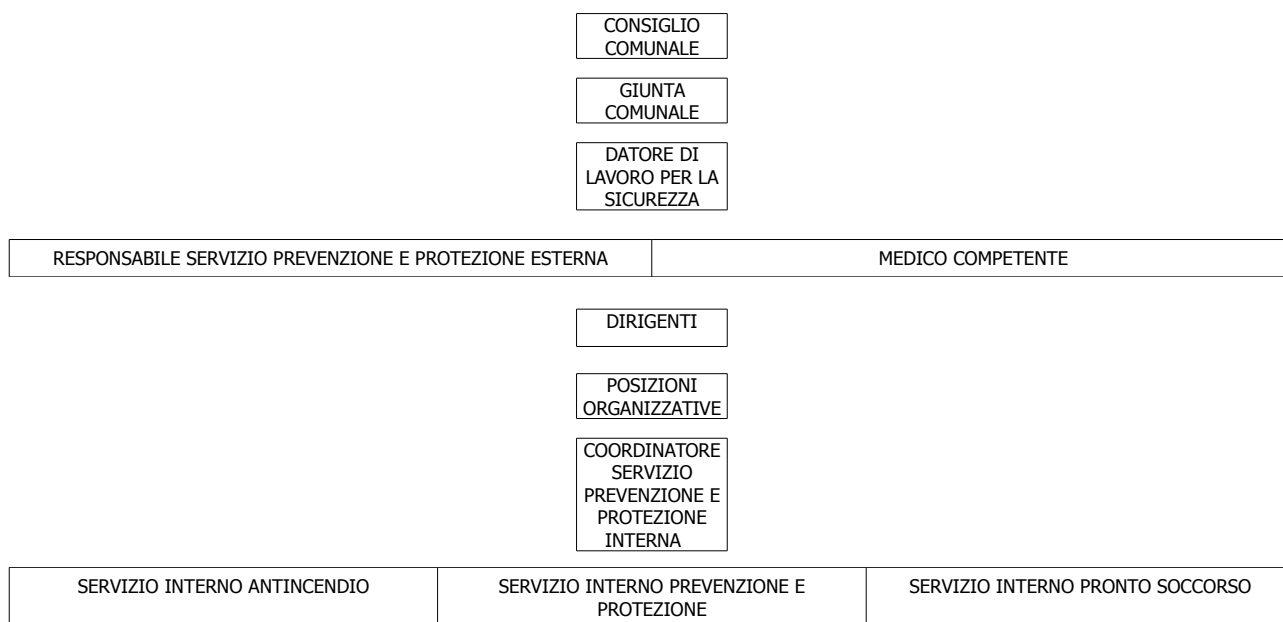 CONSIGLIO
COMUNALE
GIUNTA
COMUNALE
DATORE DI
LAVORO PER LA
SICUREZZA
RESPONSABILE SERVIZIO PREVENZIONE E PROTEZIONE ESTERNA
MEDICO COMPETENTE
DIRIGENTI
POSIZIONI
ORGANIZZATIVE
COORDINATORE
SERVIZIO
PREVENZIONE E
PROTEZIONE
INTERNA
SERVIZIO INTERNO ANTINCENDIO
SERVIZIO INTERNO PREVENZIONE E
PROTEZIONE
SERVIZIO INTERNO PRONTO SOCCORSO